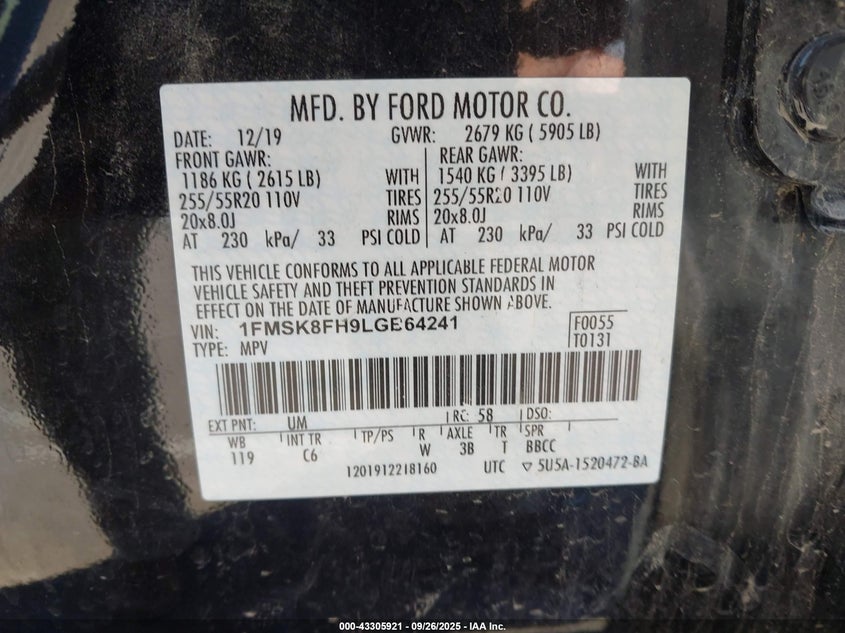 MFD. BY FORD MOTOR CO.
DATE: 12/19 GVWR: 2679 KG ( 5905 LB)
FRONT GAWR: REAR GAWR:
1186 KG ( 2615 LB) WITH 1540 KG ( 3395 LB) WITH
255/55R20 110V TIRES 255/55R20 110V TIRES
20x8.0J RIMS 20x8.0J RIMS
AT 230 kPa/ 33 PSI COLD AT 230 kPa/ 33 PSI COLD
THIS VEHICLE CONFORMS TO ALL APPLICABLE FEDERAL MOTOR
VEHICLE SAFETY AND THEFT PREVENTION STANDARDS IN
EFFECT ON THE DATE OF MANUFACTURE SHOWN ABOVE.
VIN: 1FMSK8FH9LGB64241 F0055
TYPE: MPV T0131
EXT PNT: UM RC: 58 DSO:
WB INT TR TP/PS R AXLE TR SPR
119 C6 W 3B T BBCC
1201912218160 UTC ▽ 5U5A-1520472-BA
000-43305921 - 09/26/2025 - IAA Inc.